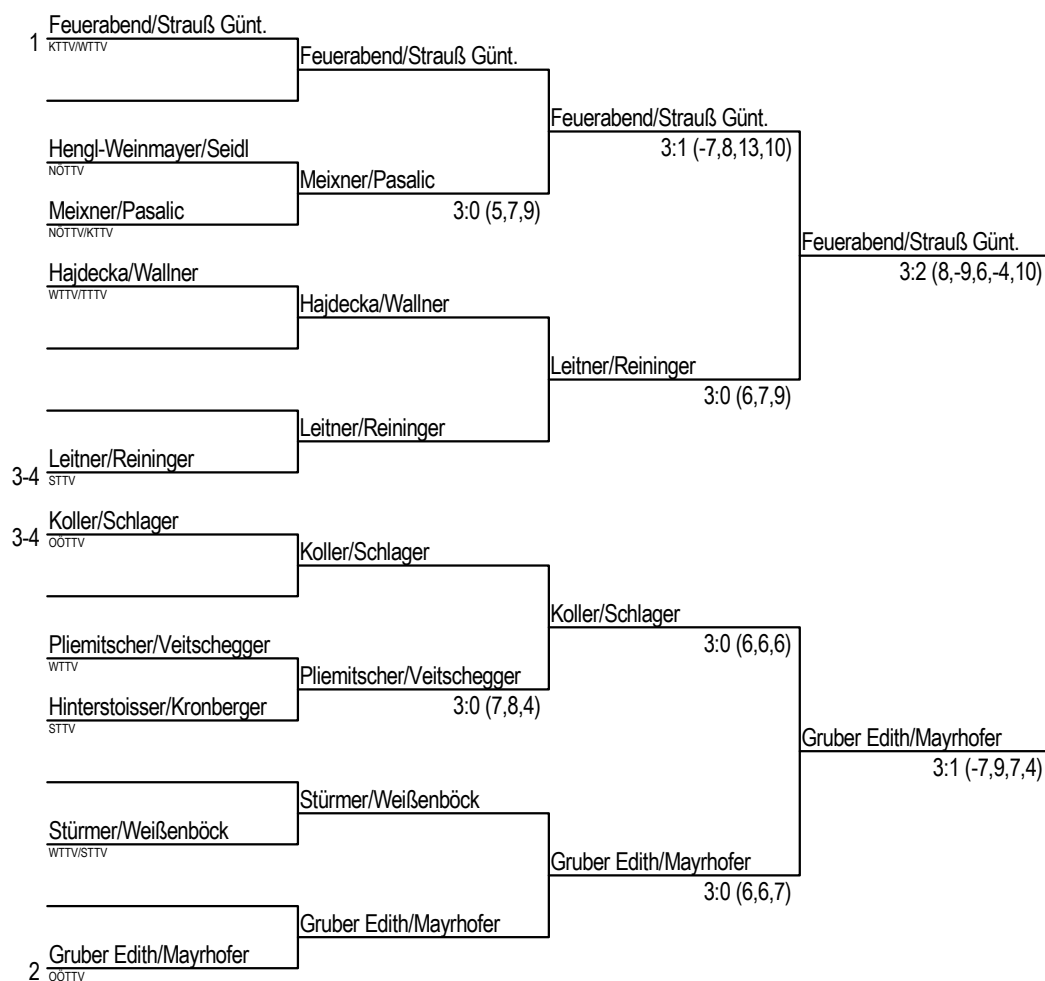 Feuerabend/Strauß Günt.
1
KTTV/WTTV
Feuerabend/Strauß Günt.
Feuerabend/Strauß Günt.
3:1 (-7,8,13,10)
Hengl-Weinmayer/Seidl
NÖTTV
Meixner/Pasalic
3:0 (5,7,9)
Meixner/Pasalic
NÖTTV/KTTV
Feuerabend/Strauß Günt.
3:2 (8,-9,6,-4,10)
Hajdecka/Wallner
WTTV/TTTV
Hajdecka/Wallner
Leitner/Reininger
3:0 (6,7,9)
Leitner/Reininger
Leitner/Reininger
3-4
STTV
Koller/Schlager
3-4
OÖTTV
Koller/Schlager
Koller/Schlager
3:0 (6,6,6)
Pliemitscher/Veitschegger
WTTV
Pliemitscher/Veitschegger
3:0 (7,8,4)
Hinterstoisser/Kronberger
STTV
Gruber Edith/Mayrhofer
3:1 (-7,9,7,4)
Stürmer/Weißenböck
Stürmer/Weißenböck
WTTV/STTV
Gruber Edith/Mayrhofer
3:0 (6,6,7)
Gruber Edith/Mayrhofer
Gruber Edith/Mayrhofer
2
OÖTTV